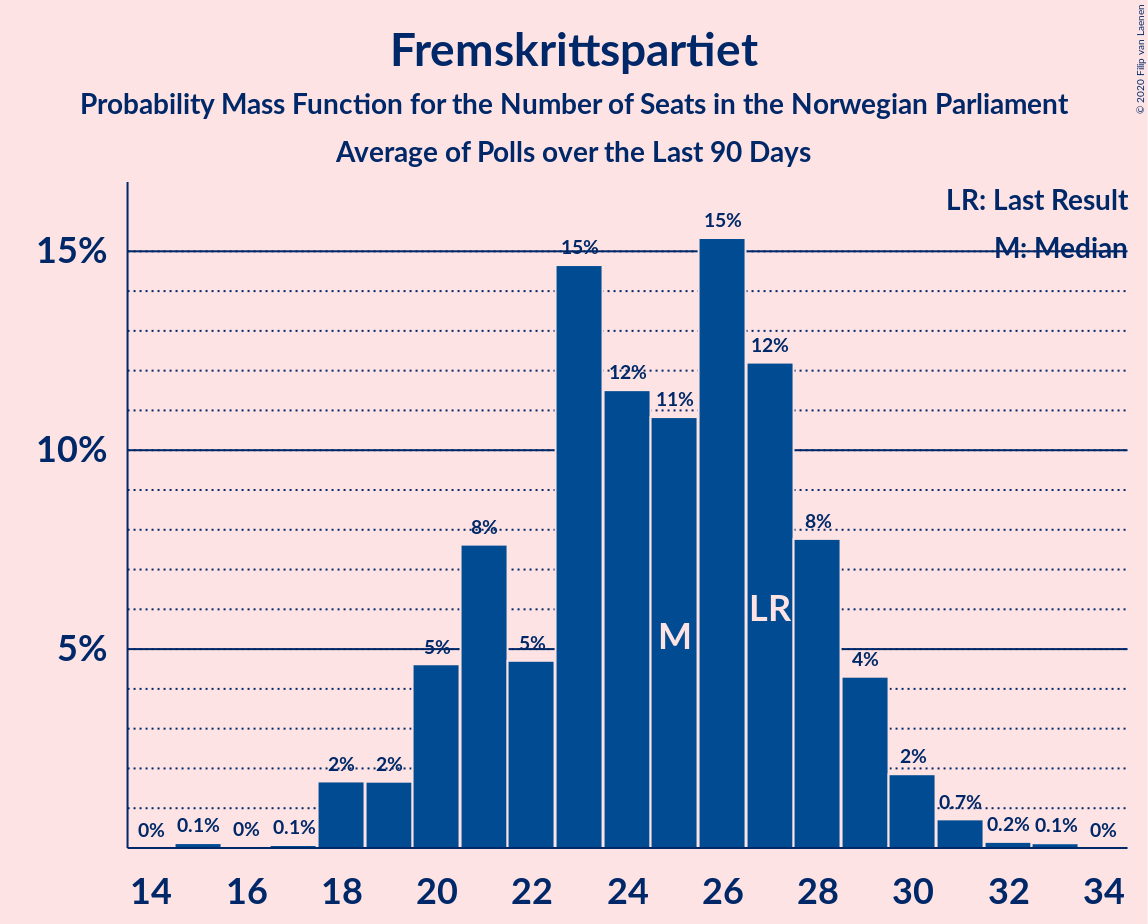 Fremskrittspartiet
Probability Mass Function for the Number of Seats in the Norwegian Parliament
Average of Polls over the Last 90 Days
© 2020 Filip van Laenen
LR: Last Result
M: Median
15%
10%
5%
0%
0.1%
0%
0.1%
2%
2%
5%
8%
5%
15%
12%
11%
15%
12%
8%
4%
2%
0.7%
0.2%
0.1%
0%
M
LR
14 16 18 20 22 24 26 28 30 32 34